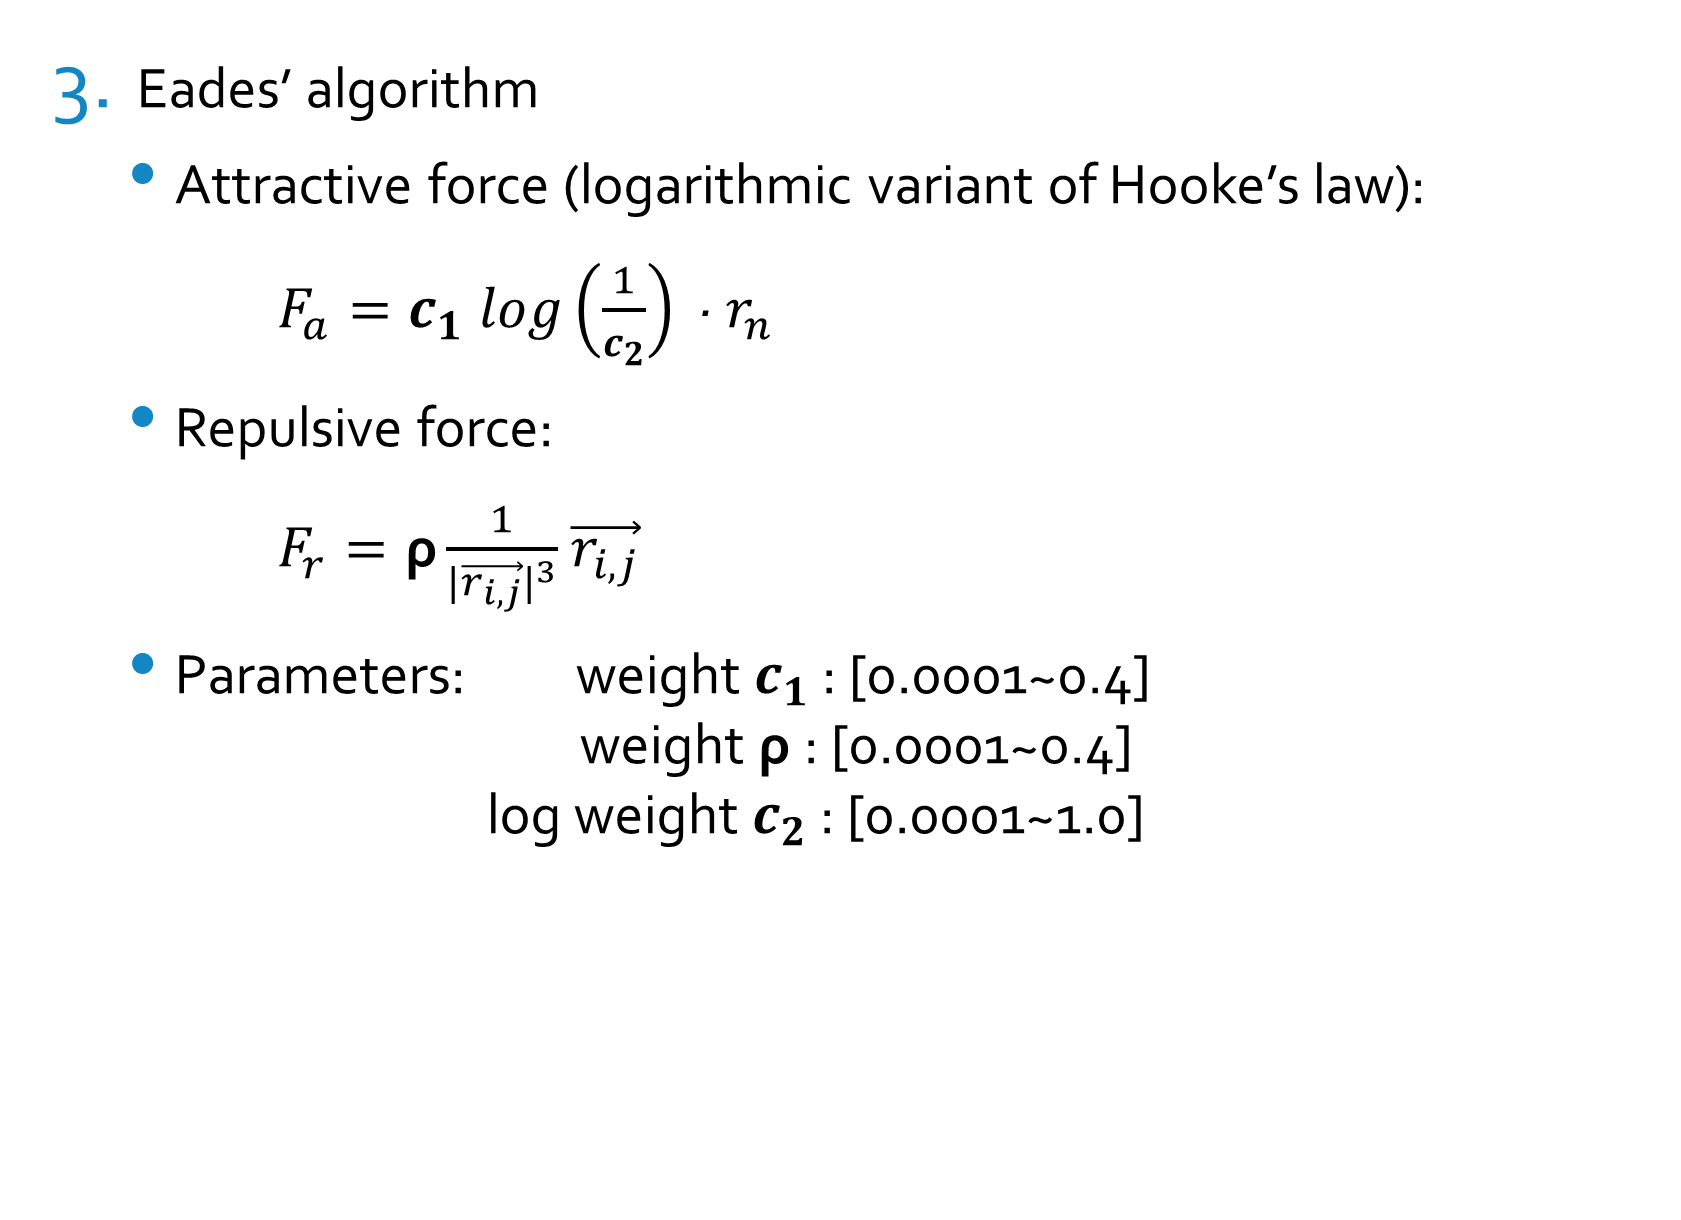 3. Eades’ algorithm
• Attractive force (logarithmic variant of Hooke’s law):
F_a = c_1 log (1/c_2) · r_n
• Repulsive force:
F_r = ρ 1/|r_{i,j}→|^3 r_{i,j}→
• Parameters: weight c_1 : [0.0001~0.4]
weight ρ : [0.0001~0.4]
log weight c_2 : [0.0001~1.0]